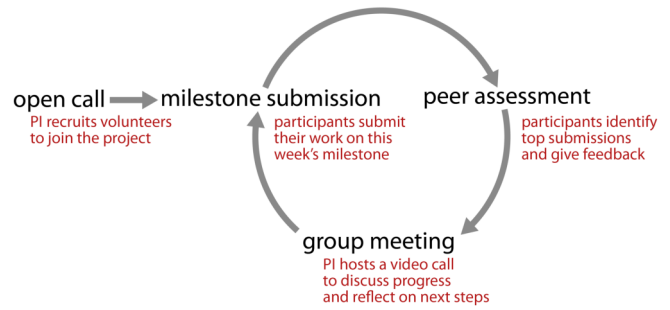 open call
PI recruits volunteers
to join the project
milestone submission
participants submit
their work on this
week's milestone
peer assessment
participants identify
top submissions
and give feedback
group meeting
PI hosts a video call
to discuss progress
and reflect on next steps